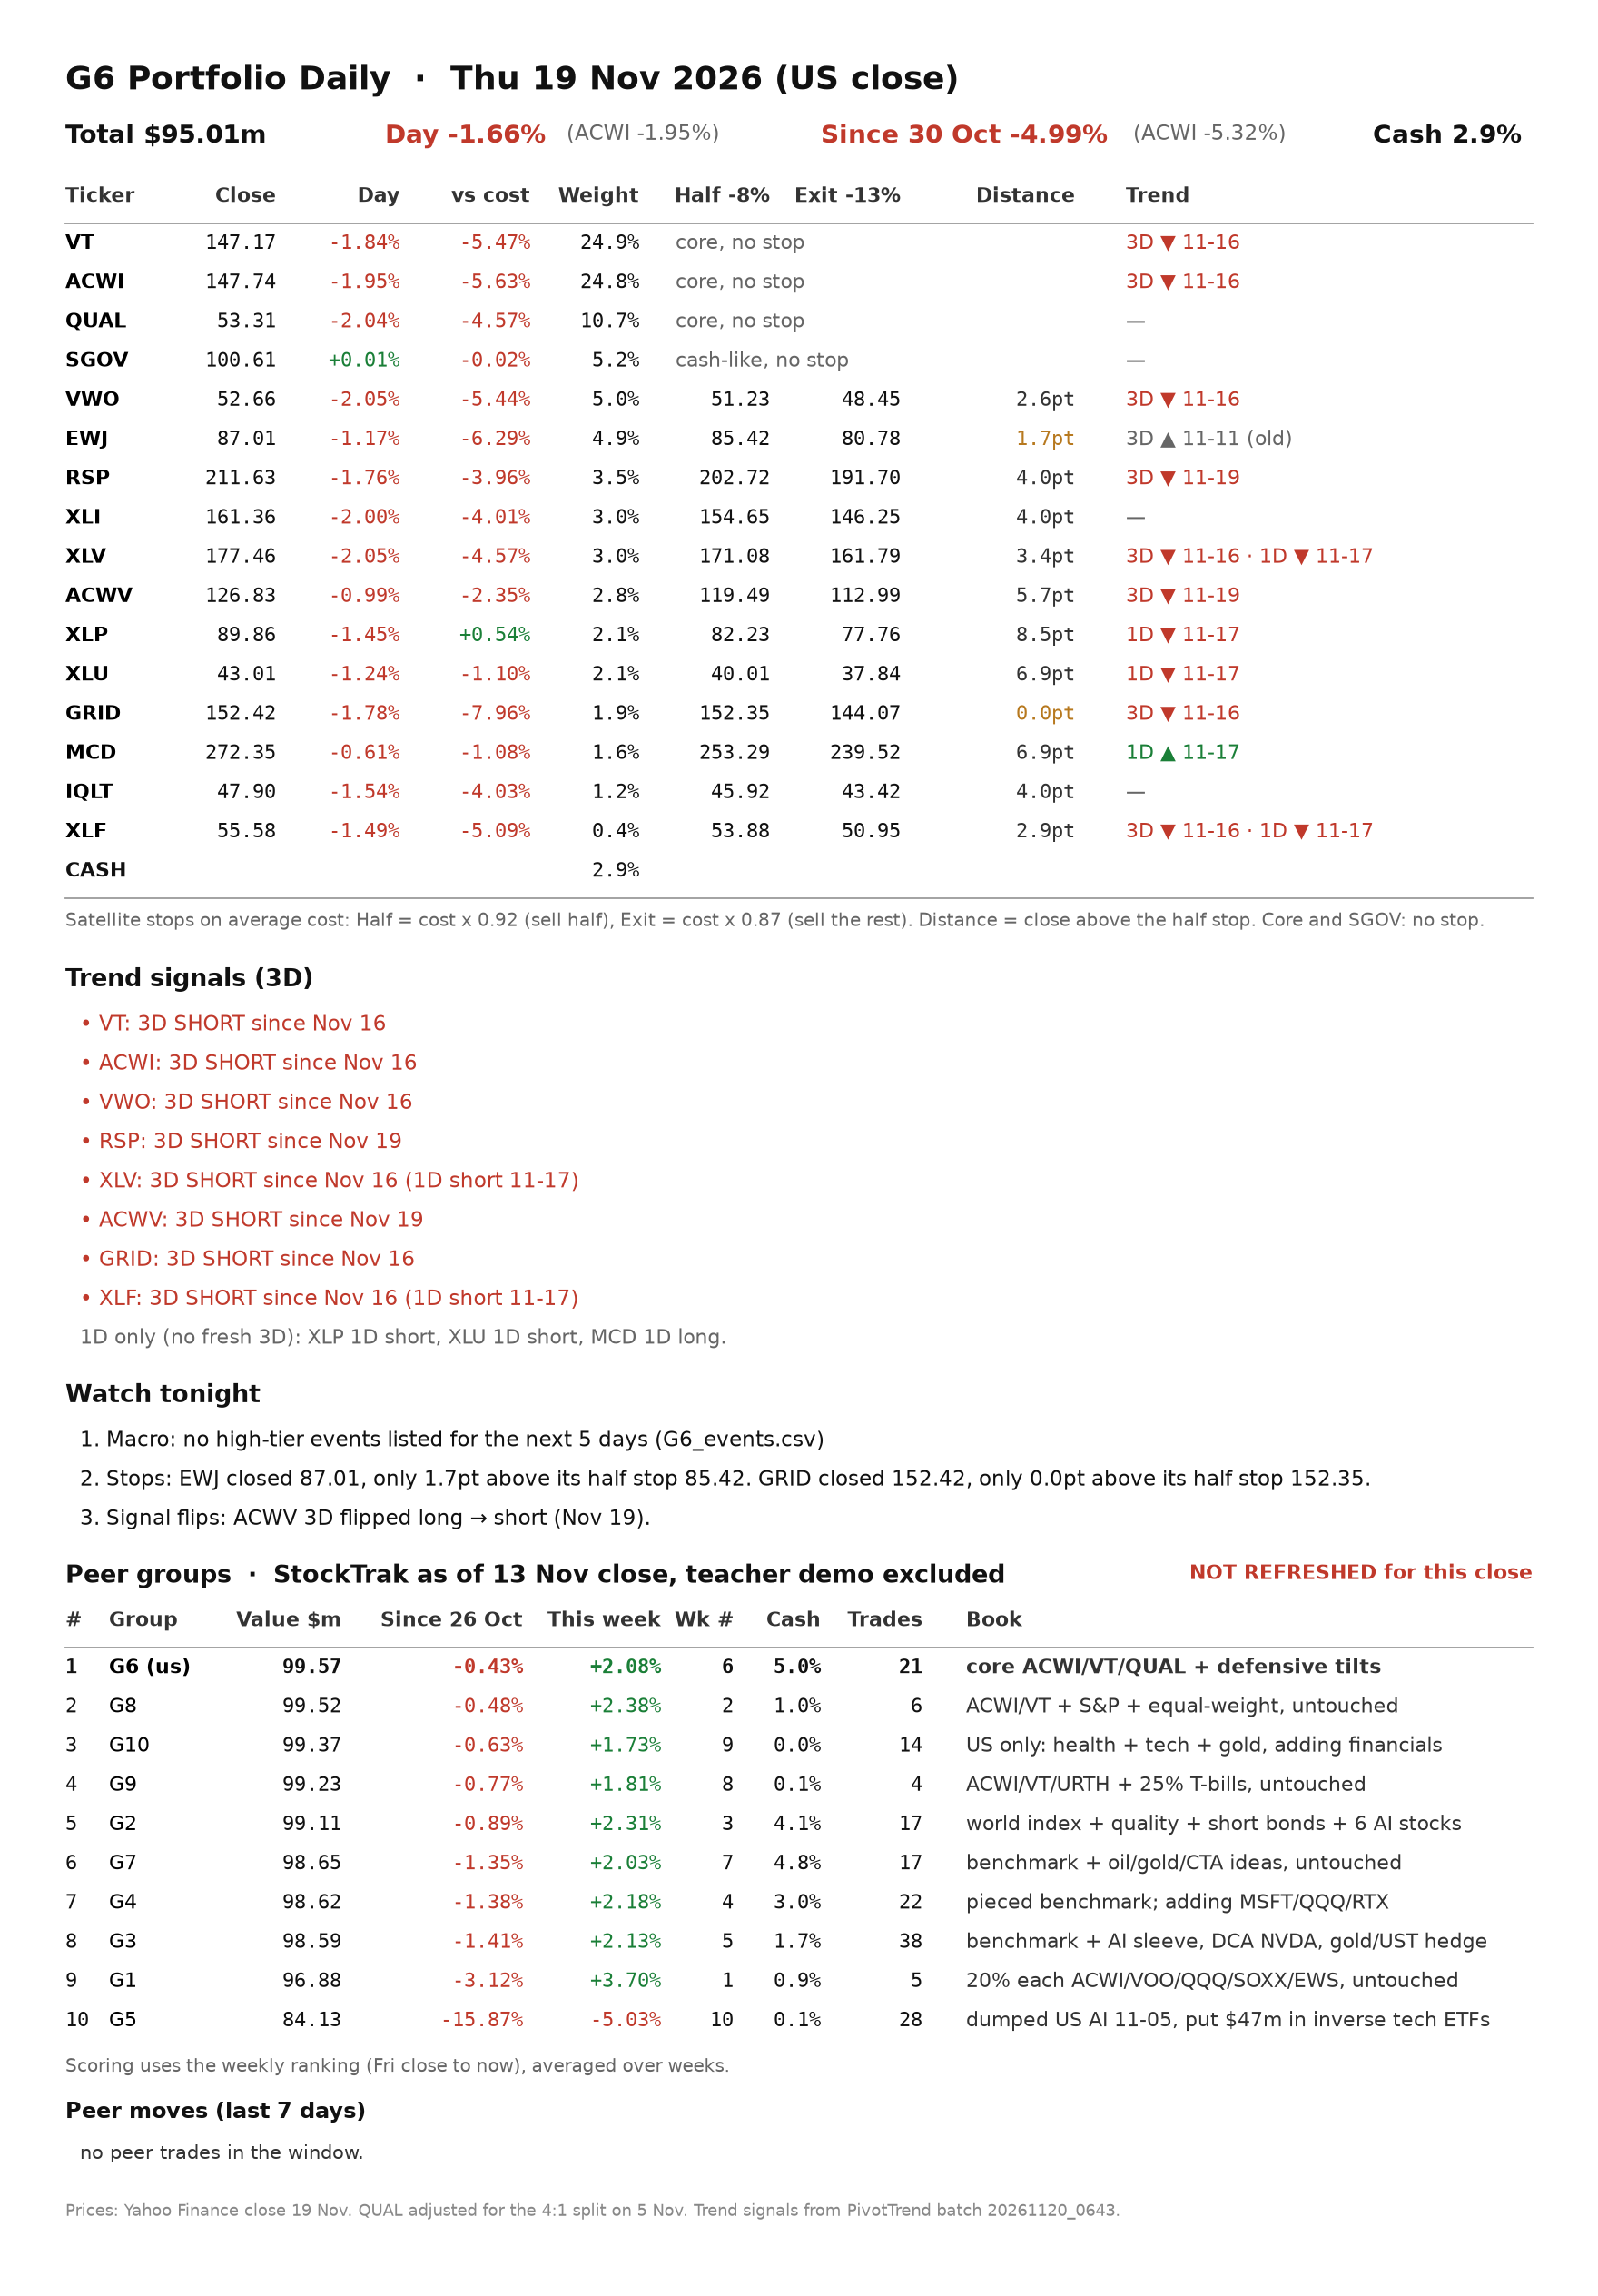 G6 Portfolio Daily · Thu 19 Nov 2026 (US close)
Total $95.01m Day -1.66% (ACWI -1.95%) Since 30 Oct -4.99% (ACWI -5.32%) Cash 2.9%
Ticker Close Day vs cost Weight Half -8% Exit -13% Distance Trend
VT 147.17 -1.84% -5.47% 24.9% core, no stop 3D ▼ 11-16
ACWI 147.74 -1.95% -5.63% 24.8% core, no stop 3D ▼ 11-16
QUAL 53.31 -2.04% -4.57% 10.7% core, no stop —
SGOV 100.61 +0.01% -0.02% 5.2% cash-like, no stop —
VWO 52.66 -2.05% -5.44% 5.0% 51.23 48.45 2.6pt 3D ▼ 11-16
EWJ 87.01 -1.17% -6.29% 4.9% 85.42 80.78 1.7pt 3D ▲ 11-11 (old)
RSP 211.63 -1.76% -3.96% 3.5% 202.72 191.70 4.0pt 3D ▼ 11-19
XLI 161.36 -2.00% -4.01% 3.0% 154.65 146.25 4.0pt —
XLV 177.46 -2.05% -4.57% 3.0% 171.08 161.79 3.4pt 3D ▼ 11-16 · 1D ▼ 11-17
ACWV 126.83 -0.99% -2.35% 2.8% 119.49 112.99 5.7pt 3D ▼ 11-19
XLP 89.86 -1.45% +0.54% 2.1% 82.23 77.76 8.5pt 1D ▼ 11-17
XLU 43.01 -1.24% -1.10% 2.1% 40.01 37.84 6.9pt 1D ▼ 11-17
GRID 152.42 -1.78% -7.96% 1.9% 152.35 144.07 0.0pt 3D ▼ 11-16
MCD 272.35 -0.61% -1.08% 1.6% 253.29 239.52 6.9pt 1D ▲ 11-17
IQLT 47.90 -1.54% -4.03% 1.2% 45.92 43.42 4.0pt —
XLF 55.58 -1.49% -5.09% 0.4% 53.88 50.95 2.9pt 3D ▼ 11-16 · 1D ▼ 11-17
CASH 2.9%
Satellite stops on average cost: Half = cost x 0.92 (sell half), Exit = cost x 0.87 (sell the rest). Distance = close above the half stop. Core and SGOV: no stop.
Trend signals (3D)
• VT: 3D SHORT since Nov 16
• ACWI: 3D SHORT since Nov 16
• VWO: 3D SHORT since Nov 16
• RSP: 3D SHORT since Nov 19
• XLV: 3D SHORT since Nov 16 (1D short 11-17)
• ACWV: 3D SHORT since Nov 19
• GRID: 3D SHORT since Nov 16
• XLF: 3D SHORT since Nov 16 (1D short 11-17)
1D only (no fresh 3D): XLP 1D short, XLU 1D short, MCD 1D long.
Watch tonight
1. Macro: no high-tier events listed for the next 5 days (G6_events.csv)
2. Stops: EWJ closed 87.01, only 1.7pt above its half stop 85.42. GRID closed 152.42, only 0.0pt above its half stop 152.35.
3. Signal flips: ACWV 3D flipped long → short (Nov 19).
Peer groups · StockTrak as of 13 Nov close, teacher demo excluded NOT REFRESHED for this close
# Group Value $m Since 26 Oct This week Wk # Cash Trades Book
1 G6 (us) 99.57 -0.43% +2.08% 6 5.0% 21 core ACWI/VT/QUAL + defensive tilts
2 G8 99.52 -0.48% +2.38% 2 1.0% 6 ACWI/VT + S&P + equal-weight, untouched
3 G10 99.37 -0.63% +1.73% 9 0.0% 14 US only: health + tech + gold, adding financials
4 G9 99.23 -0.77% +1.81% 8 0.1% 4 ACWI/VT/URTH + 25% T-bills, untouched
5 G2 99.11 -0.89% +2.31% 3 4.1% 17 world index + quality + short bonds + 6 AI stocks
6 G7 98.65 -1.35% +2.03% 7 4.8% 17 benchmark + oil/gold/CTA ideas, untouched
7 G4 98.62 -1.38% +2.18% 4 3.0% 22 pieced benchmark; adding MSFT/QQQ/RTX
8 G3 98.59 -1.41% +2.13% 5 1.7% 38 benchmark + AI sleeve, DCA NVDA, gold/UST hedge
9 G1 96.88 -3.12% +3.70% 1 0.9% 5 20% each ACWI/VOO/QQQ/SOXX/EWS, untouched
10 G5 84.13 -15.87% -5.03% 10 0.1% 28 dumped US AI 11-05, put $47m in inverse tech ETFs
Scoring uses the weekly ranking (Fri close to now), averaged over weeks.
Peer moves (last 7 days)
no peer trades in the window.
Prices: Yahoo Finance close 19 Nov. QUAL adjusted for the 4:1 split on 5 Nov. Trend signals from PivotTrend batch 20261120_0643.